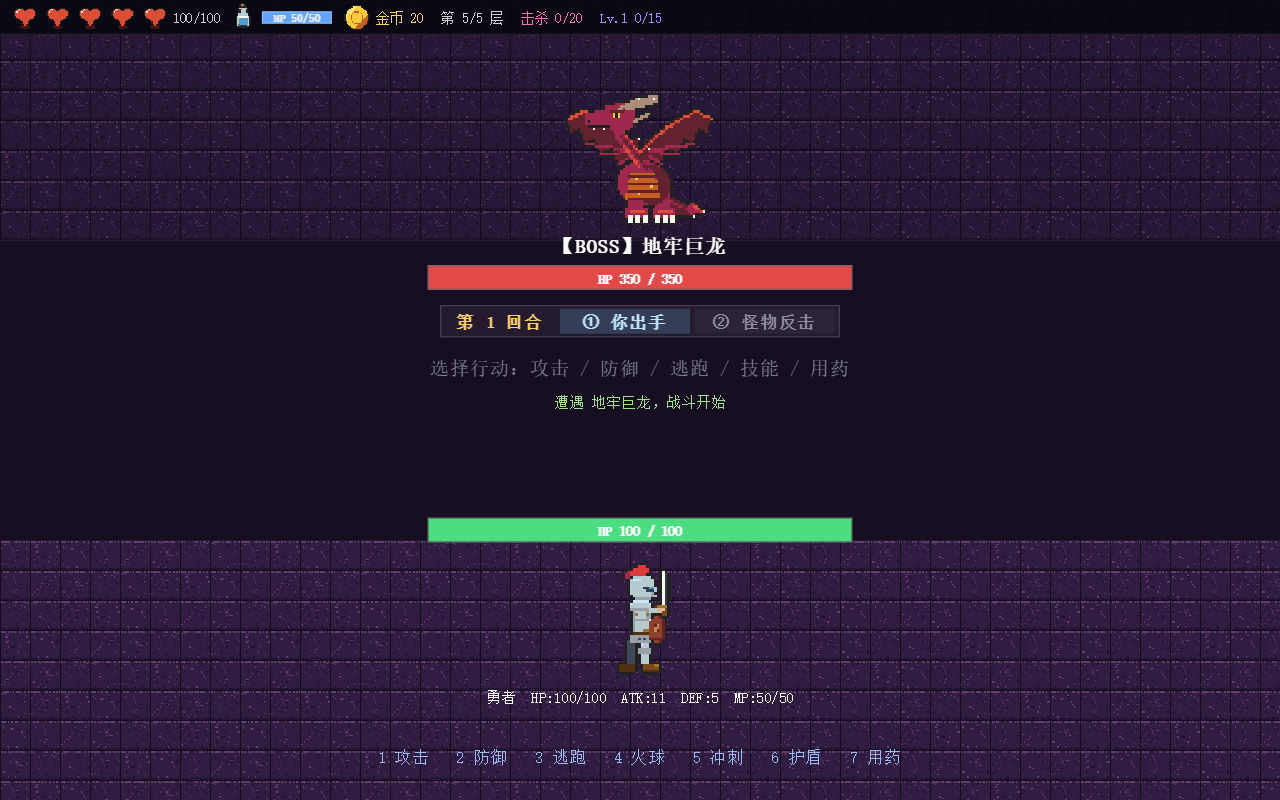 100/100 MP 50/50 金币 20 第 5/5 层 击杀 0/20 Lv.1 0/15
【BOSS】地牢巨龙
HP 350 / 350
第 1 回合 ① 你出手 ② 怪物反击
选择行动: 攻击 / 防御 / 逃跑 / 技能 / 用药
遭遇 地牢巨龙，战斗开始
HP 100 / 100
勇者 HP:100/100 ATK:11 DEF:5 MP:50/50
1 攻击 2 防御 3 逃跑 4 火球 5 冲刺 6 护盾 7 用药